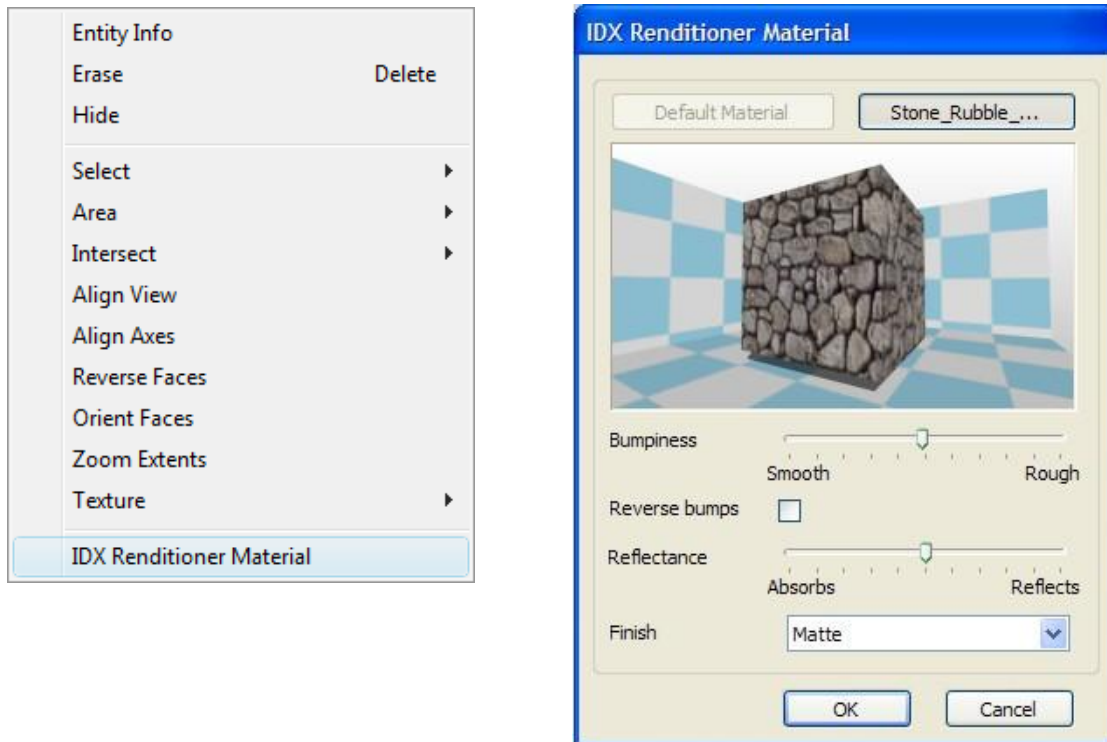 Entity Info
Erase Delete
Hide
Select
Area
Intersect
Align View
Align Axes
Reverse Faces
Orient Faces
Zoom Extents
Texture
IDX Renditioner Material
IDX Renditioner Material
Default Material Stone_Rubble_...
Bumpiness
Smooth Rough
Reverse bumps
Reflectance
Absorbs Reflects
Finish Matte
OK Cancel